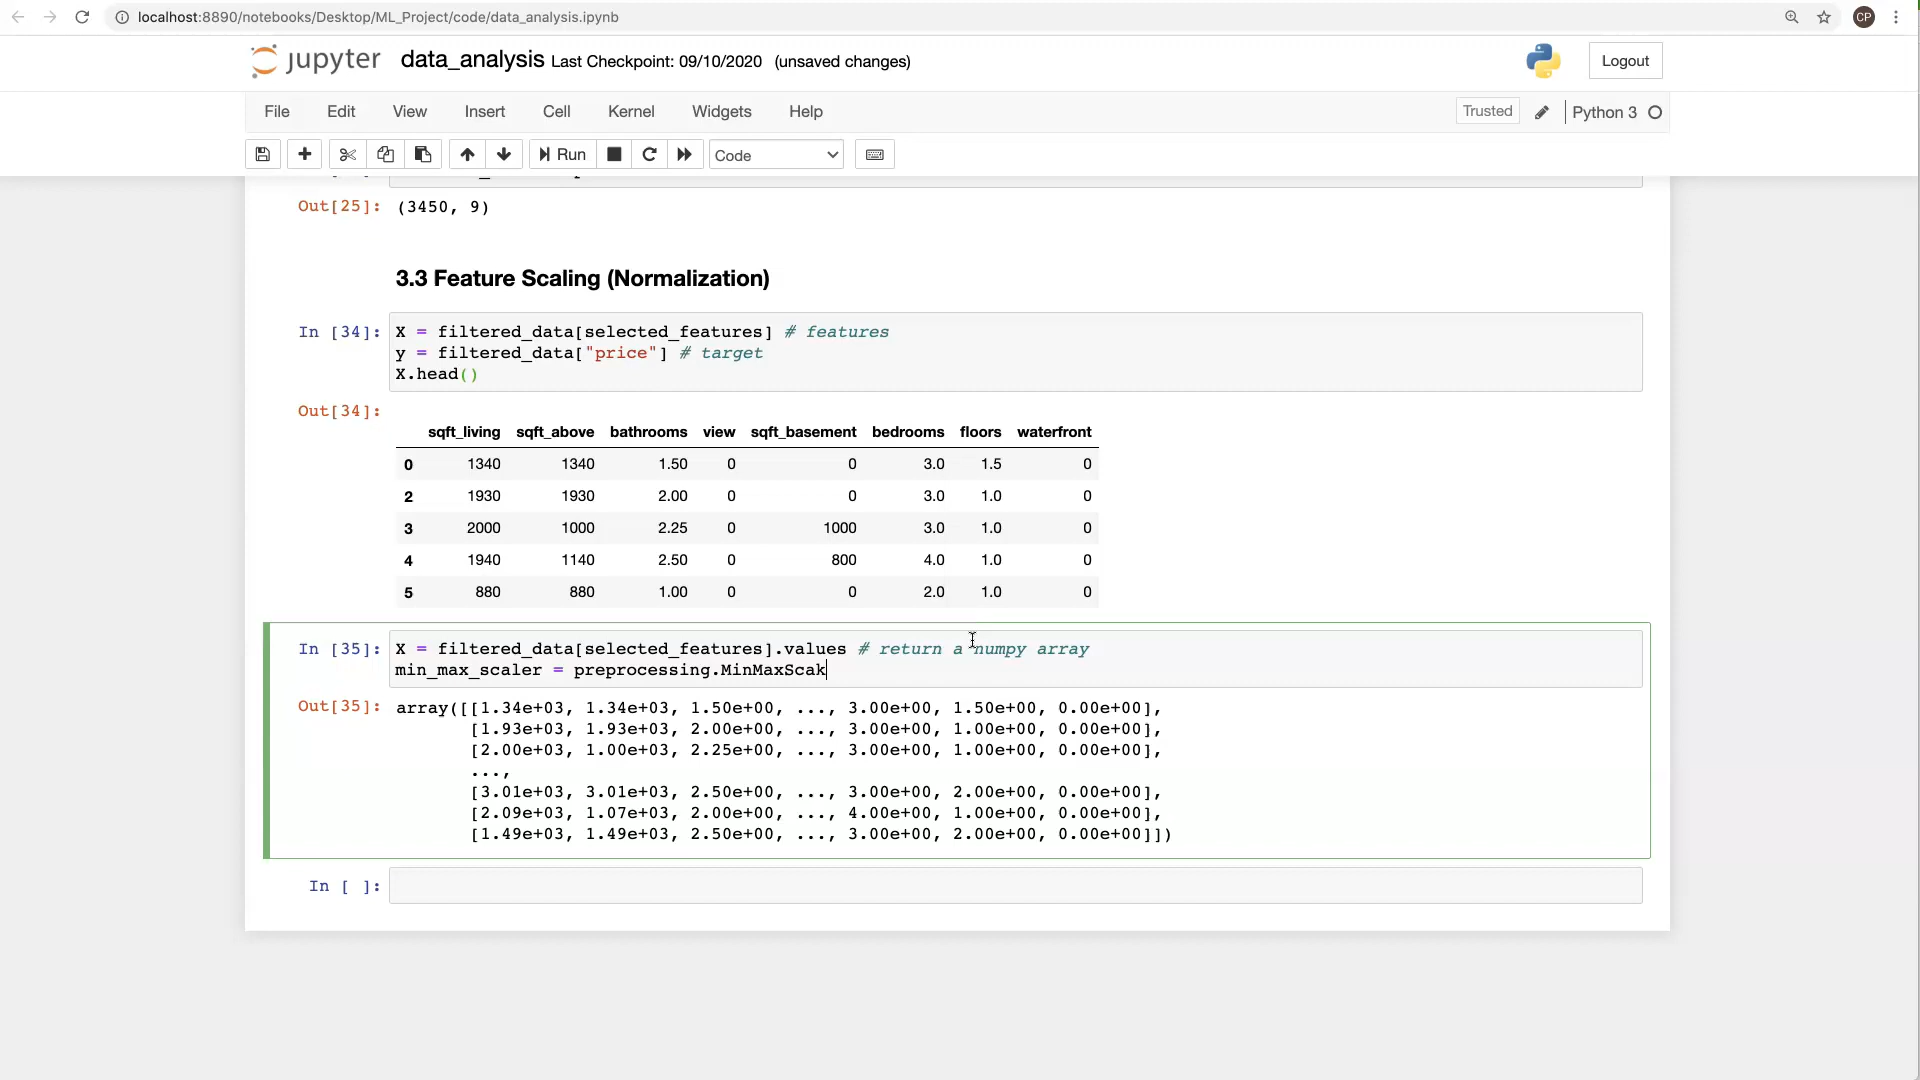 localhost:8890/notebooks/Desktop/ML_Project/code/data_analysis.ipynb
CP
jupyter data_analysis Last Checkpoint: 09/10/2020 (unsaved changes)
Logout
File Edit View Insert Cell Kernel Widgets Help
Trusted Python 3
Run Code
Out[25]: (3450, 9)
3.3 Feature Scaling (Normalization)
In [34]: X = filtered_data[selected_features] # features
y = filtered_data["price"] # target
X.head()
Out[34]:
sqft_living sqft_above bathrooms view sqft_basement bedrooms floors waterfront
0 1340 1340 1.50 0 0 3.0 1.5 0
2 1930 1930 2.00 0 0 3.0 1.0 0
3 2000 1000 2.25 0 1000 3.0 1.0 0
4 1940 1140 2.50 0 800 4.0 1.0 0
5 880 880 1.00 0 0 2.0 1.0 0
In [35]: X = filtered_data[selected_features].values # return a numpy array
min_max_scaler = preprocessing.MinMaxScak
Out[35]: array([[1.34e+03, 1.34e+03, 1.50e+00, ..., 3.00e+00, 1.50e+00, 0.00e+00],
[1.93e+03, 1.93e+03, 2.00e+00, ..., 3.00e+00, 1.00e+00, 0.00e+00],
[2.00e+03, 1.00e+03, 2.25e+00, ..., 3.00e+00, 1.00e+00, 0.00e+00],
...,
[3.01e+03, 3.01e+03, 2.50e+00, ..., 3.00e+00, 2.00e+00, 0.00e+00],
[2.09e+03, 1.07e+03, 2.00e+00, ..., 4.00e+00, 1.00e+00, 0.00e+00],
[1.49e+03, 1.49e+03, 2.50e+00, ..., 3.00e+00, 2.00e+00, 0.00e+00]])
In [ ]: